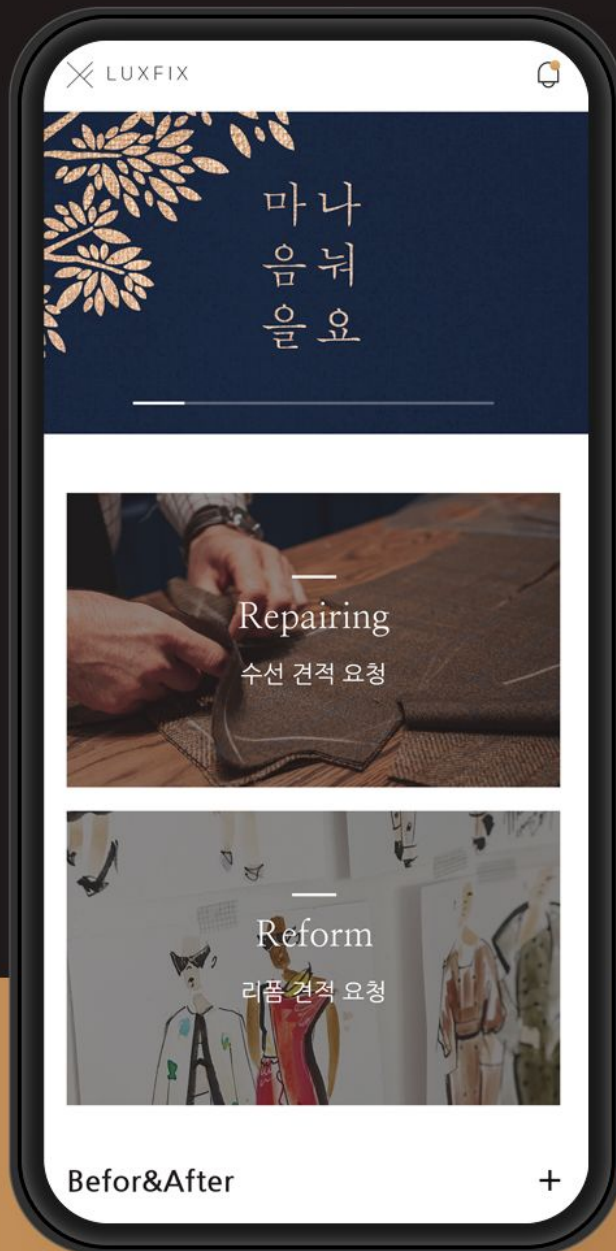 LUXFIX
마음을
나눠요
Repairing
수선 견적 요청
Reform
리폼 견적 요청
Befor&After
+